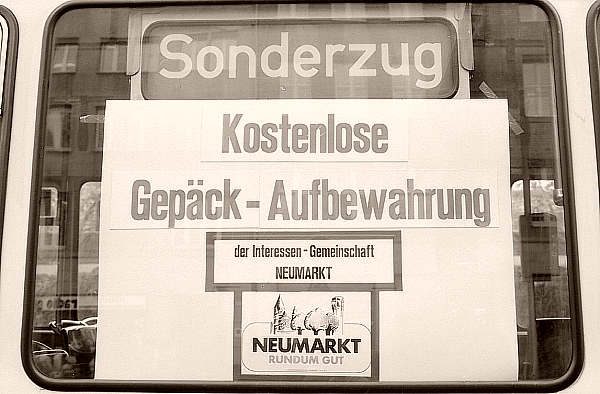 Sonderzug
Kostenlose
Gepäck - Aufbewahrung
der Interessen - Gemeinschaft
NEUMARKT
NEUMARKT
RUNDUM GUT